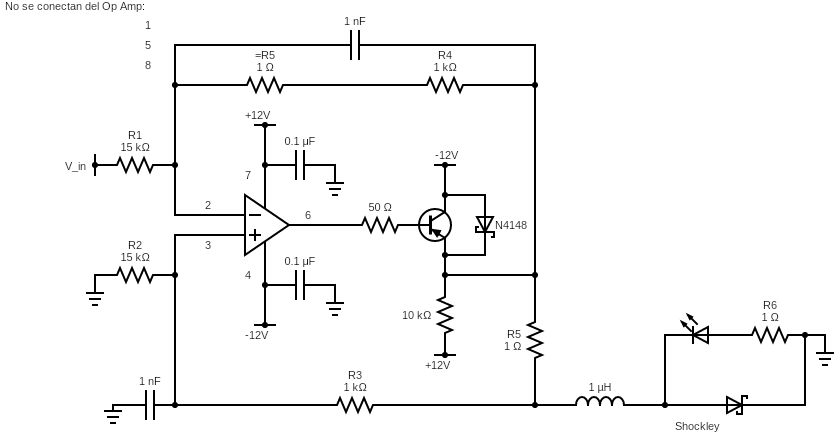 No se conectan del Op Amp:
1
5
8
1 nF
=R5
1 Ω
R4
1 kΩ
+12V
0.1 μF
-12V
R1
15 kΩ
V_in
7
2
6
50 Ω
N4148
3
R2
15 kΩ
4
0.1 μF
-12V
10 kΩ
+12V
R5
1 Ω
R6
1 Ω
1 nF
R3
1 kΩ
1 μH
Shockley